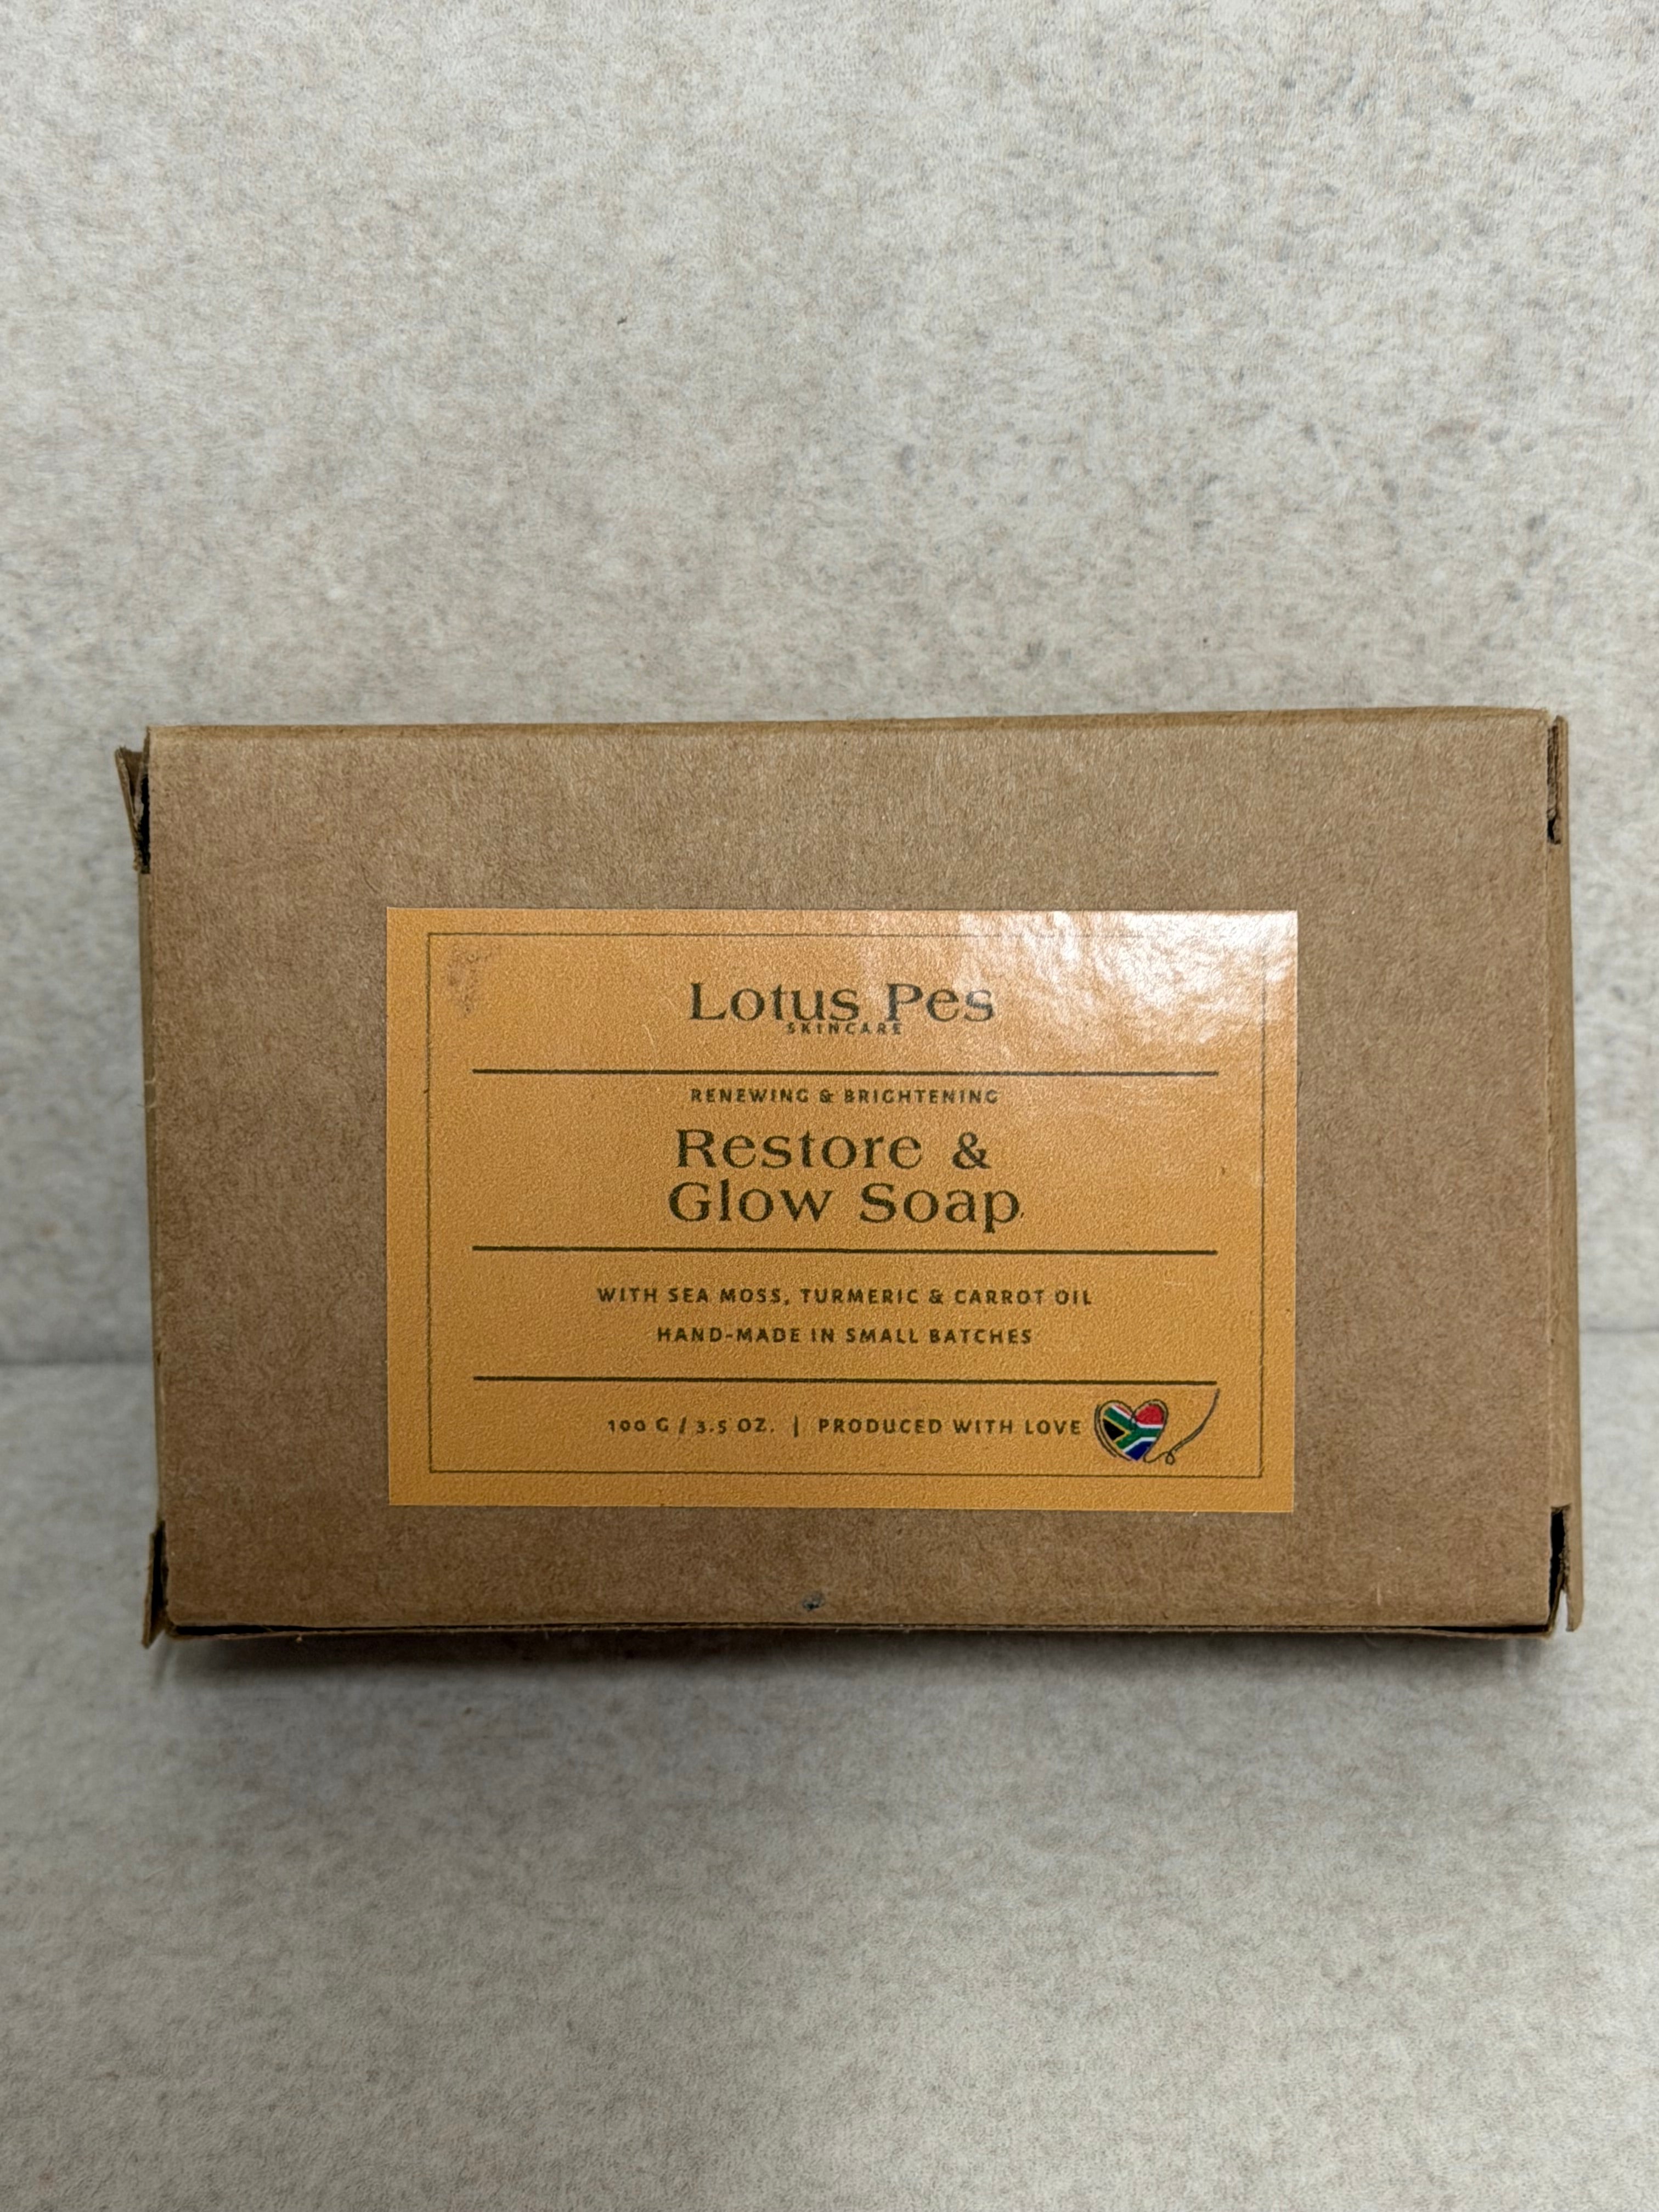 Lotus Pes
SKINCARE
RENEWING & BRIGHTENING
Restore &
Glow Soap
WITH SEA MOSS, TURMERIC & CARROT OIL
HAND-MADE IN SMALL BATCHES
100 G / 3.5 OZ. | PRODUCED WITH LOVE